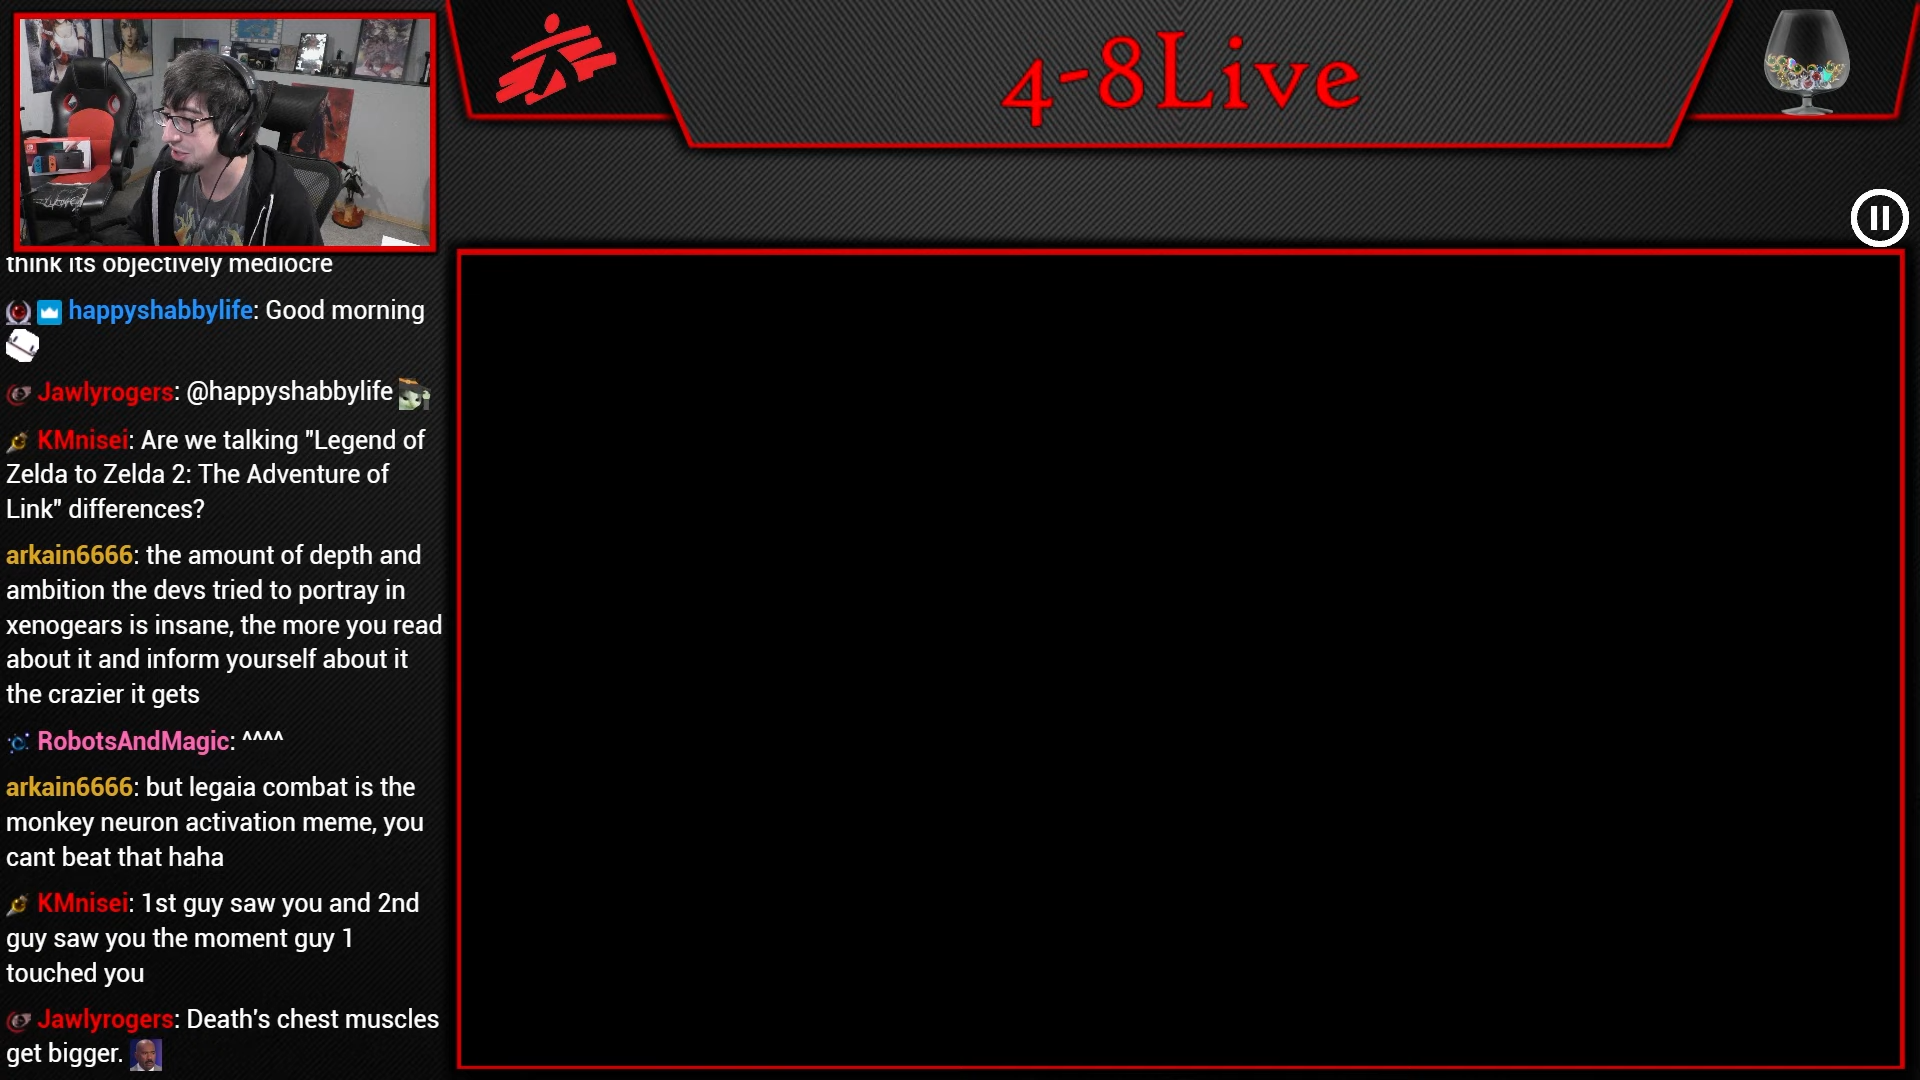 4-8Live
think its objectively mediocre
happyshabbylife: Good morning
Jawlyrogers: @happyshabbylife
KMnisei: Are we talking "Legend of
Zelda to Zelda 2: The Adventure of
Link" differences?
arkain6666: the amount of depth and
ambition the devs tried to portray in
xenogears is insane, the more you read
about it and inform yourself about it
the crazier it gets
RobotsAndMagic: ^^^^
arkain6666: but legaia combat is the
monkey neuron activation meme, you
cant beat that haha
KMnisei: 1st guy saw you and 2nd
guy saw you the moment guy 1
touched you
Jawlyrogers: Death's chest muscles
get bigger.